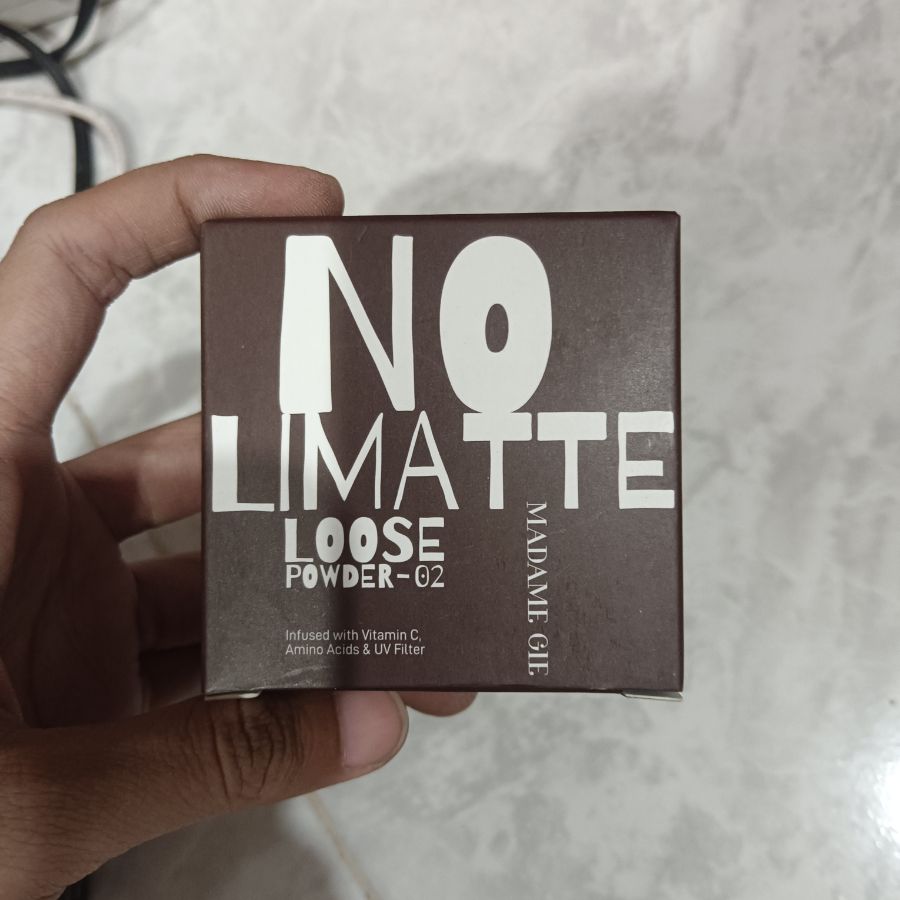 NO
LIMATTE
LOOSE
POWDER-02
Infused with Vitamin C,
Amino Acids & UV Filter
MADAME GIE